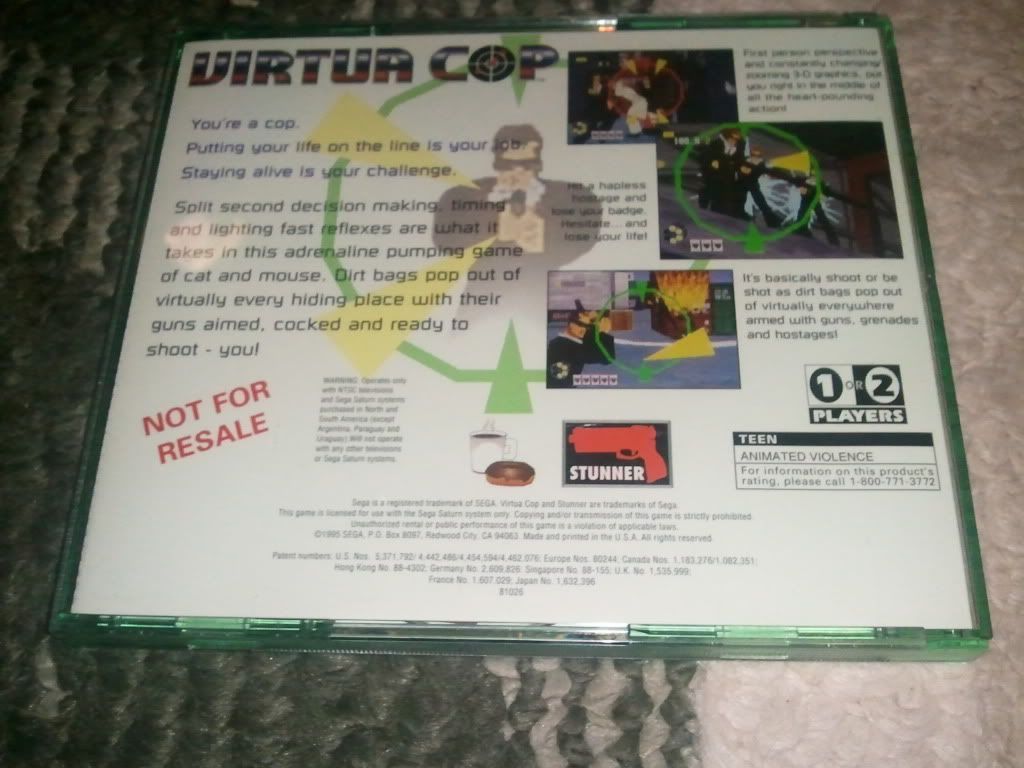 VIRTUA COP™
You're a cop.
Putting your life on the line is your job.
Staying alive is your challenge.
Split second decision making, timing
and lighting fast reflexes are what it
takes in this adrenaline pumping game
of cat and mouse. Dirt bags pop out of
virtually every hiding place with their
guns aimed, cocked and ready to
shoot - you!
First person perspective
and constantly changing/
zooming 3-D graphics, put
you right in the middle of
all the heart-pounding
action!
Hit a hapless
hostage and
lose your badge.
Hesitate... and
lose your life!
It's basically shoot or be
shot as dirt bags pop out
of virtually everywhere
armed with guns, grenades
and hostages!
NOT FOR
RESALE
WARNING: Operates only
with NTSC televisions
and Sega Saturn systems
purchased in North and
South America (except
Argentina, Paraguay and
Uraguay) Will not operate
with any other televisions
or Sega Saturn systems.
STUNNER
1 OR 2
PLAYERS
TEEN
ANIMATED VIOLENCE
For information on this product's
rating, please call 1-800-771-3772
Sega is a registered trademark of SEGA. Virtua Cop and Stunner are trademarks of Sega.
This game is licensed for use with the Sega Saturn system only. Copying and/or transmission of this game is strictly prohibited.
Unauthorized rental or public performance of this game is a violation of applicable laws.
©1995 SEGA, P.O. Box 8097, Redwood City, CA 94063. Made and printed in the U.S.A. All rights reserved.
Patent numbers: U.S. Nos. 5,371,792/ 4,442,486/4,454,594/4,462,076; Europe Nos. 80244; Canada Nos. 1,183,276/1,082,351;
Hong Kong No. 88-4302; Germany No. 2,609,826; Singapore No. 88-155; U.K. No. 1,535,999;
France No. 1,607,029; Japan No. 1,632,396
81026